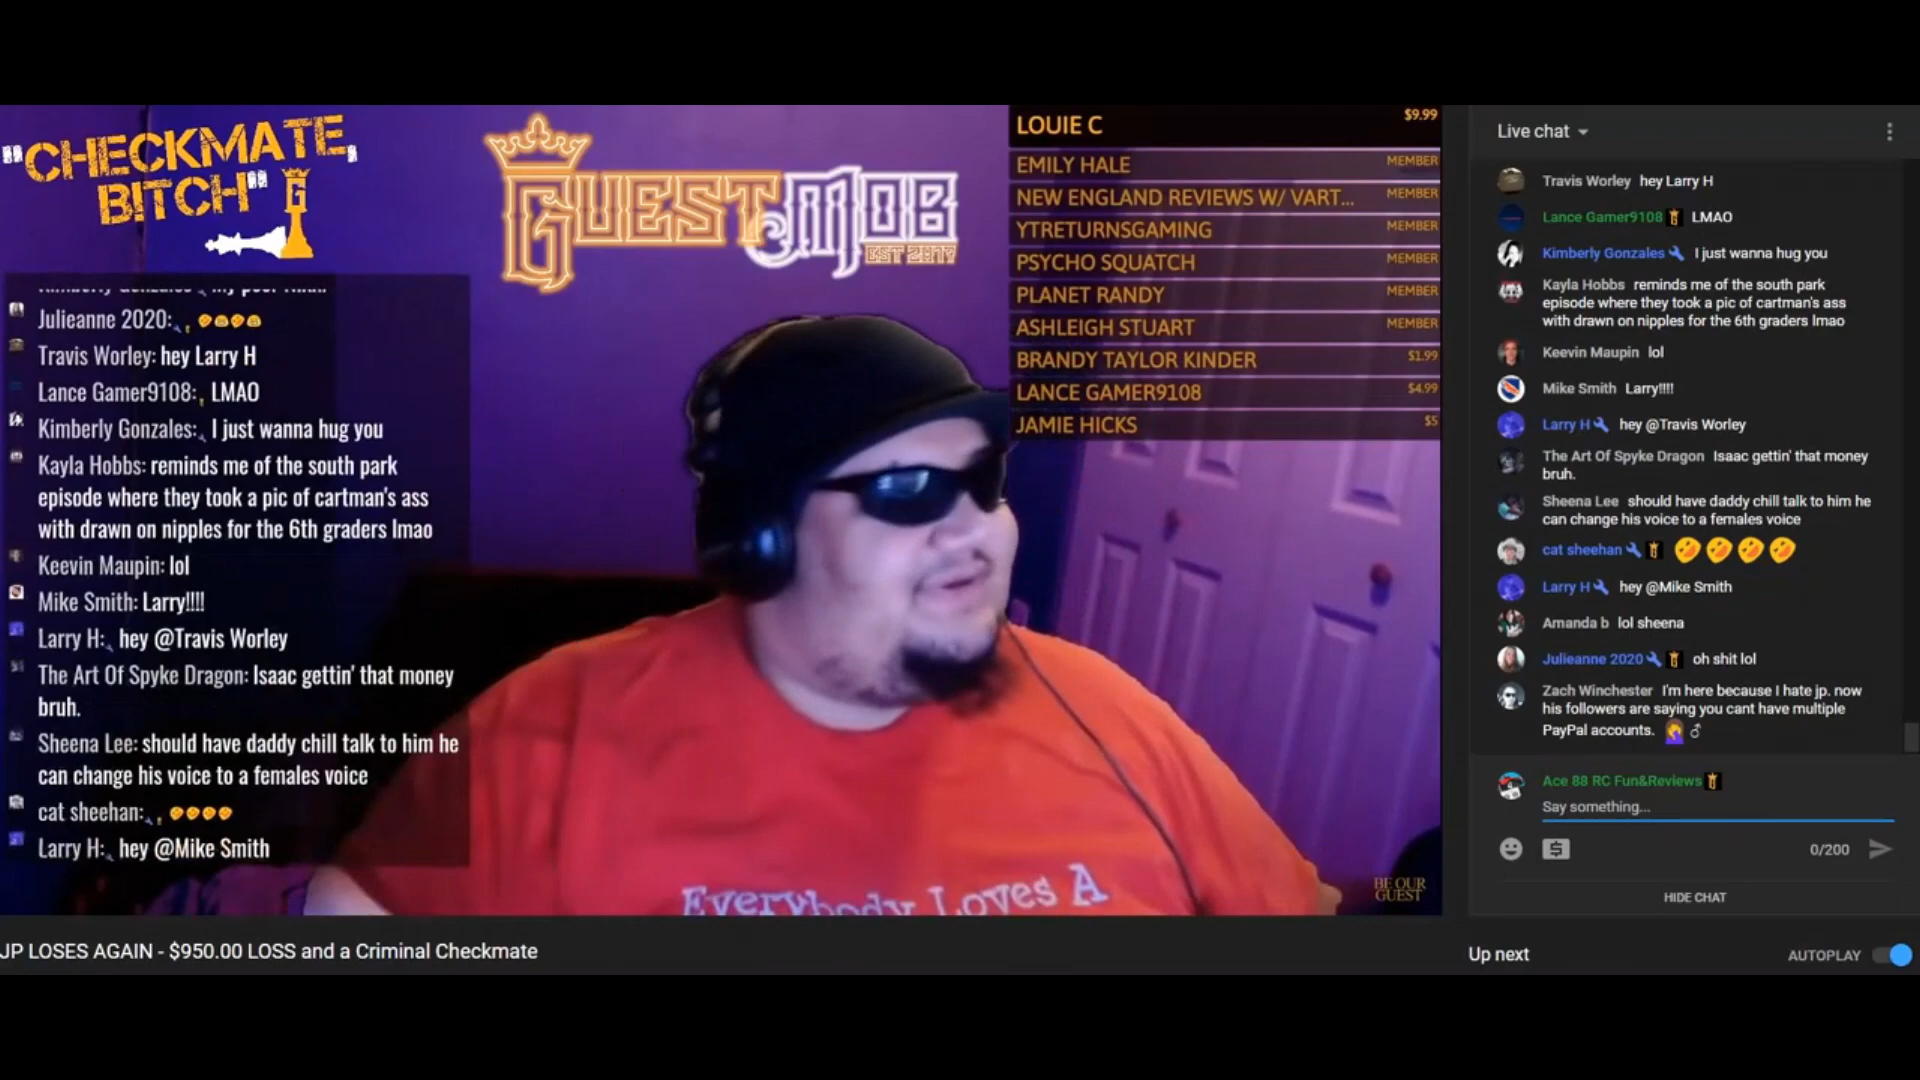 "CHECKMATE,
BITCH"
G
GUEST MOB
EST 2017
LOUIE C $9.99
EMILY HALE MEMBER
NEW ENGLAND REVIEWS W/ VART... MEMBER
YTRETURNSGAMING MEMBER
PSYCHO SQUATCH MEMBER
PLANET RANDY MEMBER
ASHLEIGH STUART MEMBER
BRANDY TAYLOR KINDER $1.99
LANCE GAMER9108 $4.99
JAMIE HICKS $5
Julieanne 2020:
Travis Worley: hey Larry H
Lance Gamer9108: LMAO
Kimberly Gonzales: I just wanna hug you
Kayla Hobbs: reminds me of the south park
episode where they took a pic of cartman's ass
with drawn on nipples for the 6th graders lmao
Keevin Maupin: lol
Mike Smith: Larry!!!!
Larry H: hey @Travis Worley
The Art Of Spyke Dragon: Isaac gettin' that money
bruh.
Sheena Lee: should have daddy chill talk to him he
can change his voice to a females voice
cat sheehan:
Larry H: hey @Mike Smith
Everybody Loves A
BE OUR
GUEST
Live chat
Travis Worley hey Larry H
Lance Gamer9108 LMAO
Kimberly Gonzales I just wanna hug you
Kayla Hobbs reminds me of the south park
episode where they took a pic of cartman's ass
with drawn on nipples for the 6th graders lmao
Keevin Maupin lol
Mike Smith Larry!!!!
Larry H hey @Travis Worley
The Art Of Spyke Dragon Isaac gettin' that money
bruh.
Sheena Lee should have daddy chill talk to him he
can change his voice to a females voice
cat sheehan
Larry H hey @Mike Smith
Amanda b lol sheena
Julieanne 2020 oh shit lol
Zach Winchester I'm here because I hate jp. now
his followers are saying you cant have multiple
PayPal accounts. 🤦♂
Ace 88 RC Fun&Reviews
Say something...
0/200
HIDE CHAT
JP LOSES AGAIN - $950.00 LOSS and a Criminal Checkmate
Up next
AUTOPLAY